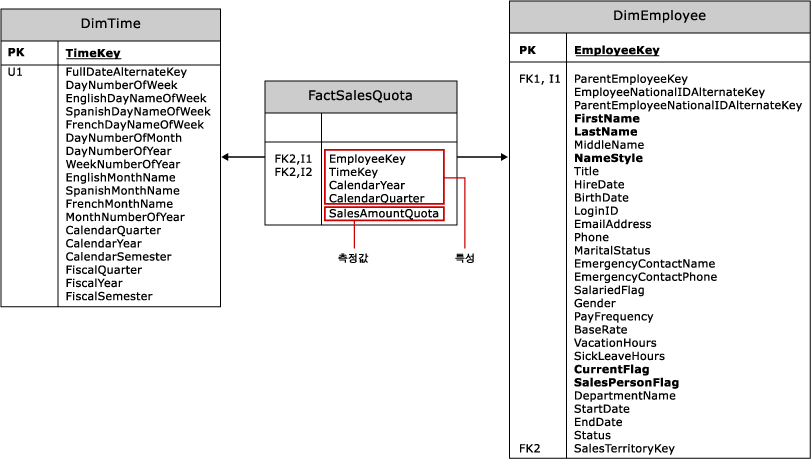 DimTime
PK TimeKey
U1 FullDateAlternateKey
DayNumberOfWeek
EnglishDayNameOfWeek
SpanishDayNameOfWeek
FrenchDayNameOfWeek
DayNumberOfMonth
DayNumberOfYear
WeekNumberOfYear
EnglishMonthName
SpanishMonthName
FrenchMonthName
MonthNumberOfYear
CalendarQuarter
CalendarYear
CalendarSemester
FiscalQuarter
FiscalYear
FiscalSemester
FactSalesQuota
FK2,I1 EmployeeKey
FK2,I2 TimeKey
CalendarYear
CalendarQuarter
SalesAmountQuota
측정값
특성
DimEmployee
PK EmployeeKey
FK1, I1 ParentEmployeeKey
EmployeeNationalIDAlternateKey
ParentEmployeeNationalIDAlternateKey
FirstName
LastName
MiddleName
NameStyle
Title
HireDate
BirthDate
LoginID
EmailAddress
Phone
MaritalStatus
EmergencyContactName
EmergencyContactPhone
SalariedFlag
Gender
PayFrequency
BaseRate
VacationHours
SickLeaveHours
CurrentFlag
SalesPersonFlag
DepartmentName
StartDate
EndDate
Status
FK2 SalesTerritoryKey